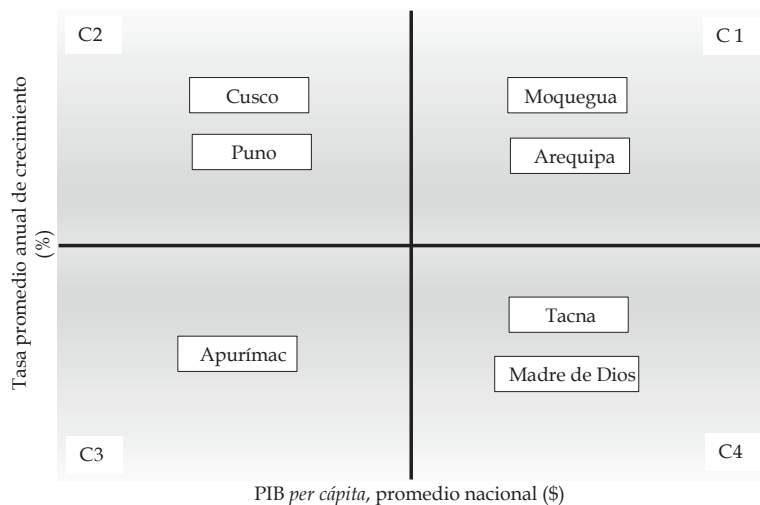 C2
C 1
Cusco
Moquegua
Puno
Arequipa
Tasa promedio anual de crecimiento
(%)
Tacna
Apurímac
Madre de Dios
C3
C4
PIB per cápita, promedio nacional ($)